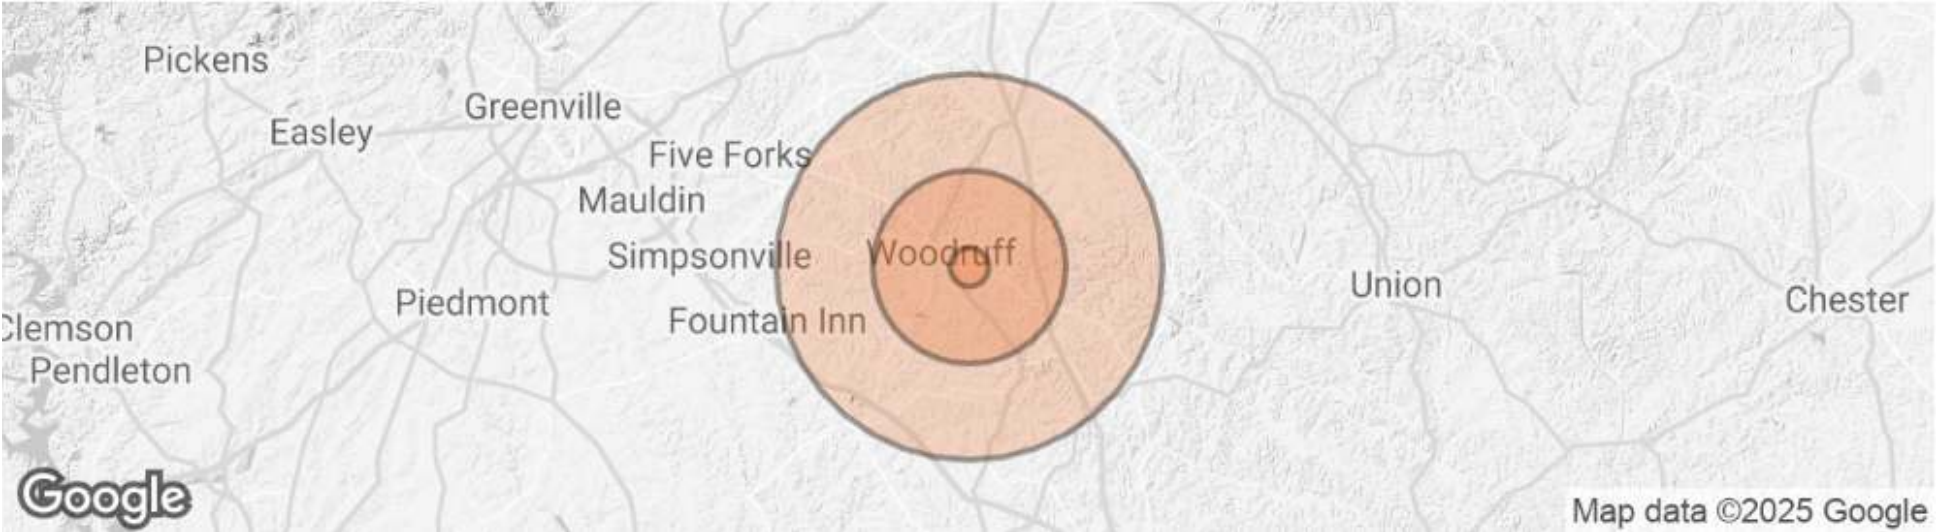 Pickens
Greenville
Easley
Five Forks
Mauldin
Woodruff
Simpsonville
Union
Piedmont
Chester
Fountain Inn
Clemson
Pendleton
Google
Map data ©2025 Google